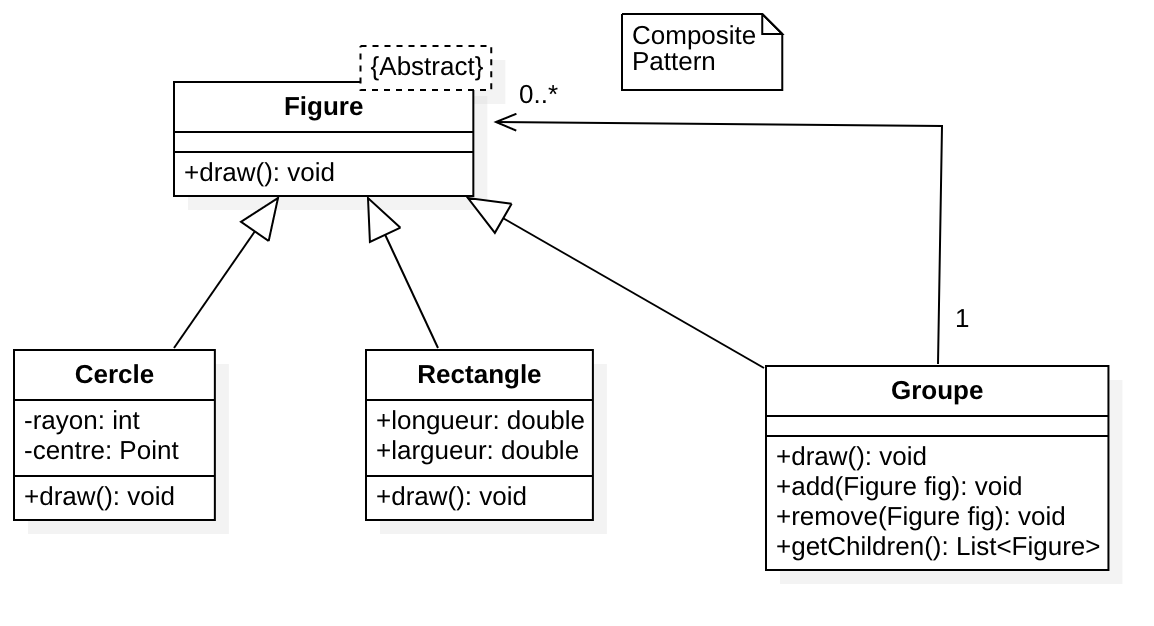 Composite
Pattern
{Abstract}
0..*
Figure
+draw(): void
1
Cercle
-rayon: int
-centre: Point
+draw(): void
Rectangle
+longueur: double
+largueur: double
+draw(): void
Groupe
+draw(): void
+add(Figure fig): void
+remove(Figure fig): void
+getChildren(): List<Figure>